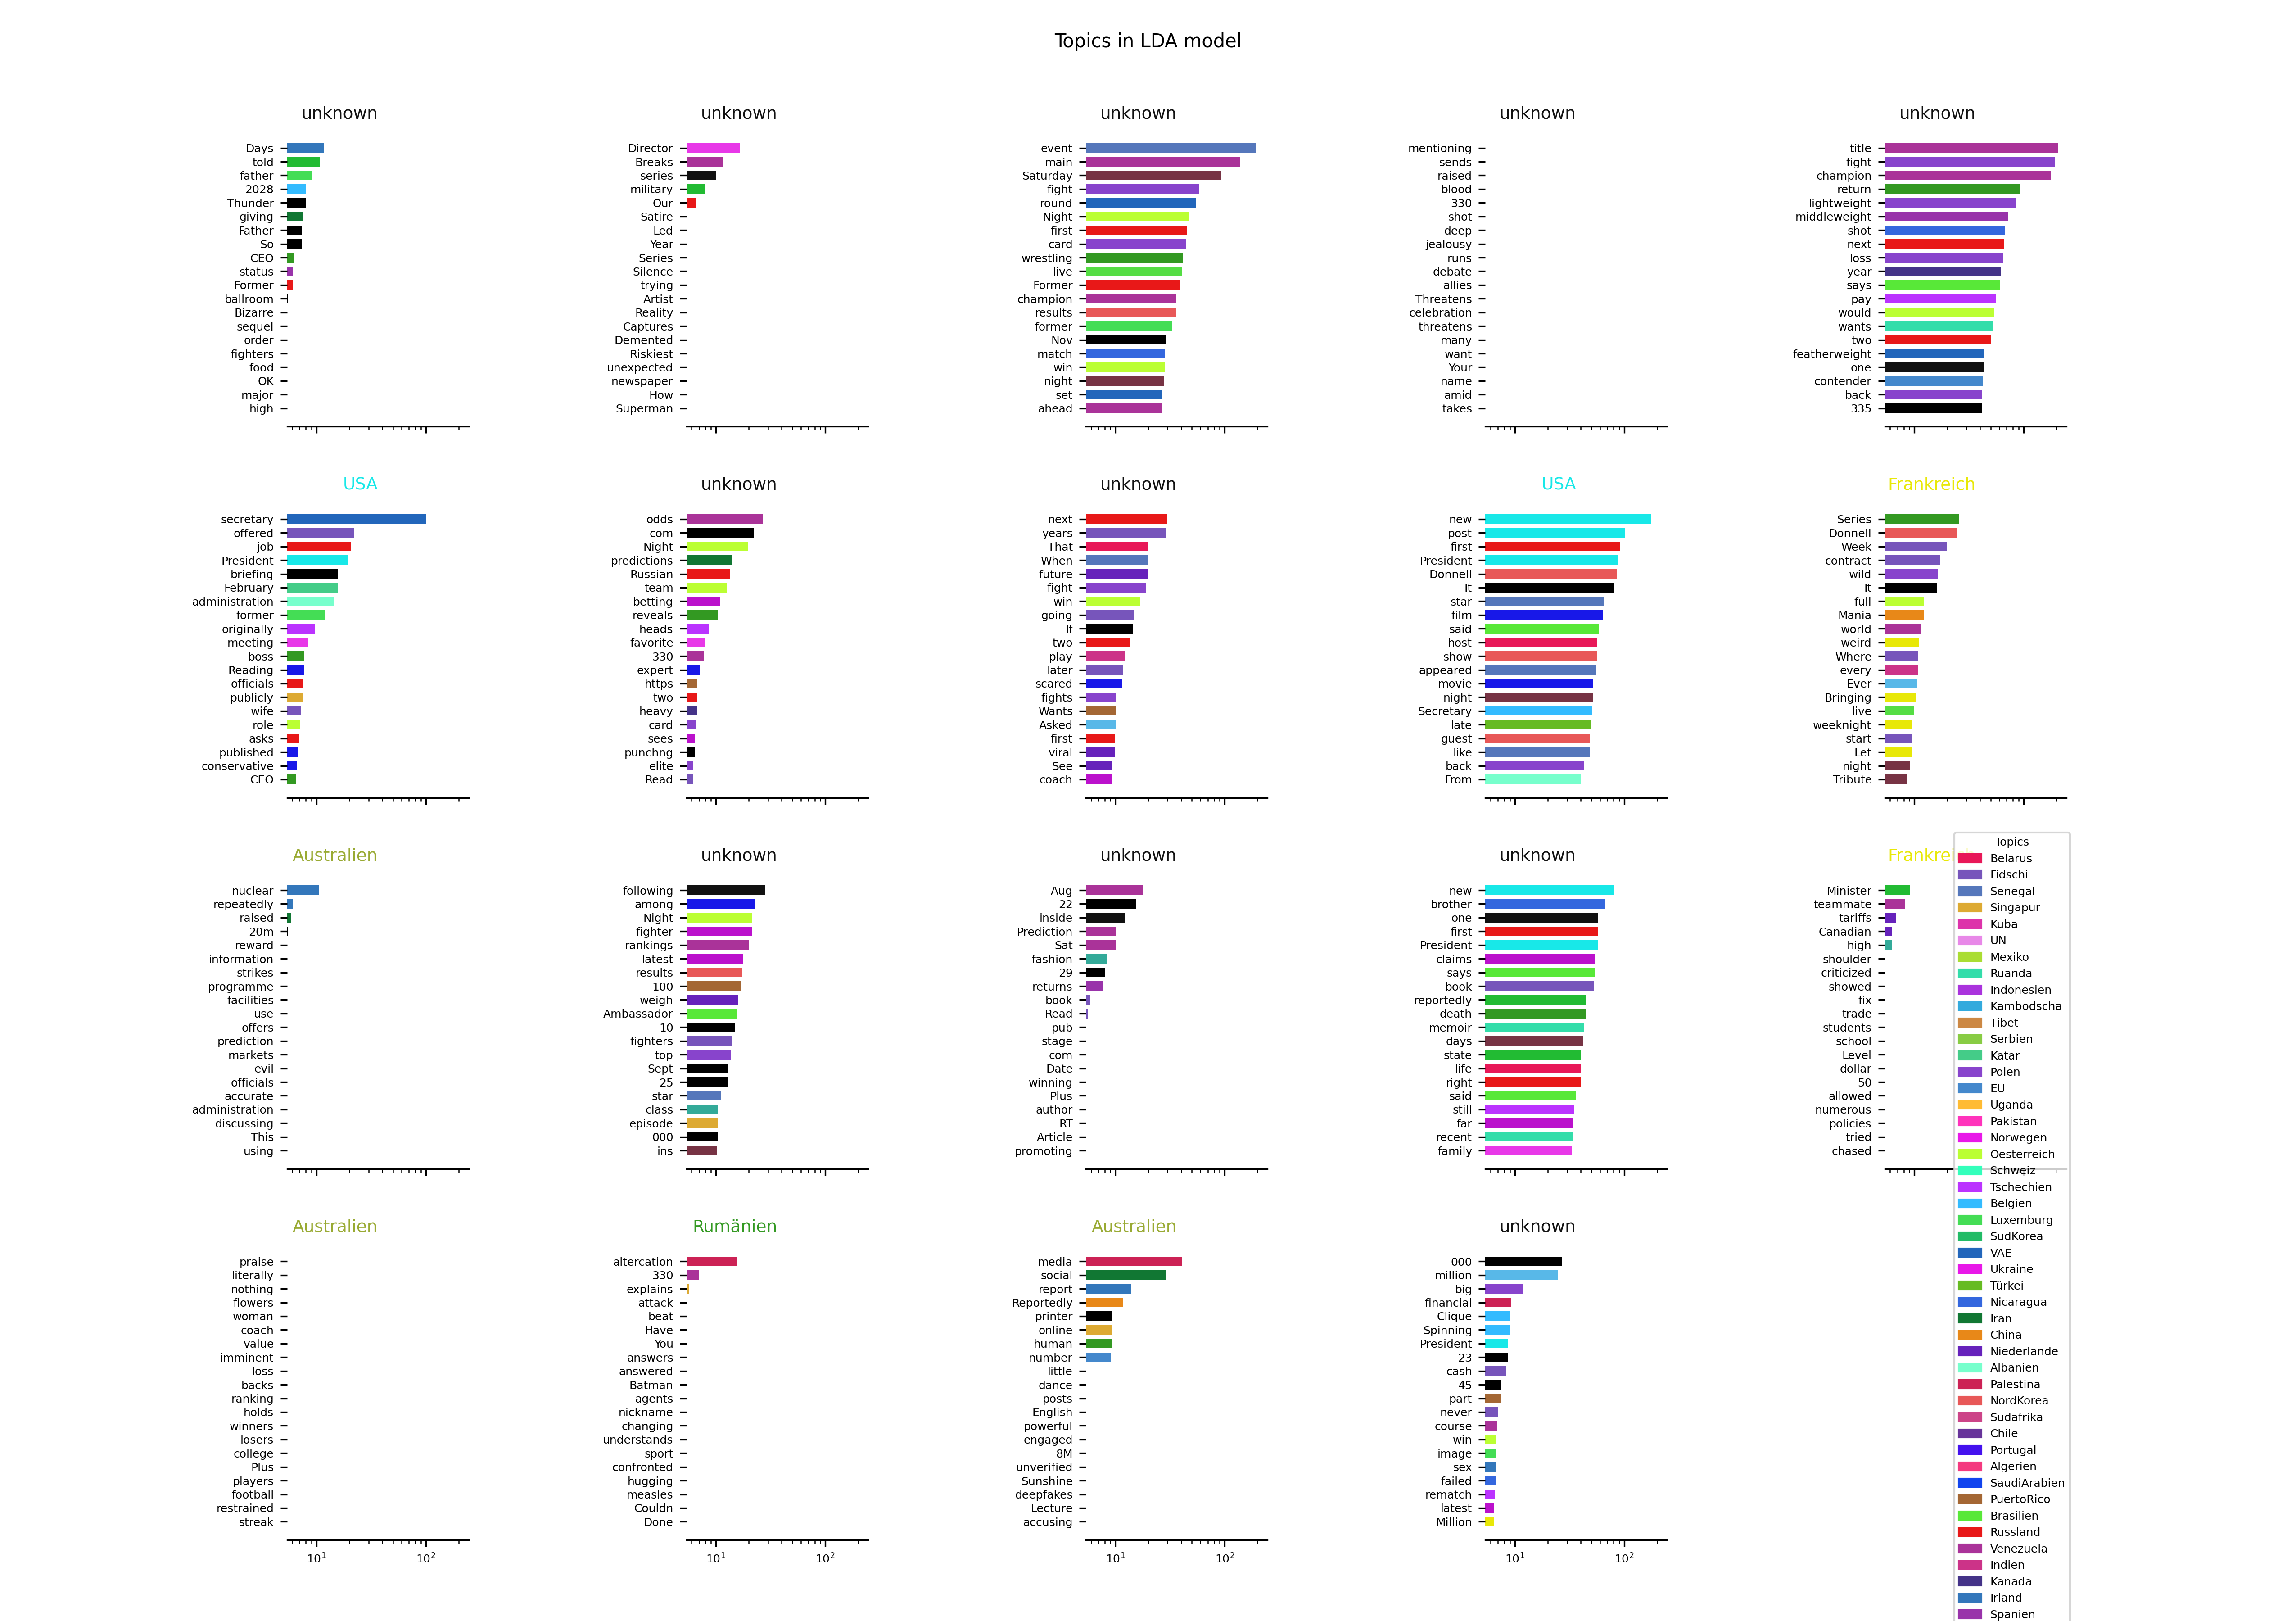 Topics in LDA model
unknown
Days
told
father
2028
Thunder
giving
Father
So
CEO
status
Former
ballroom
Bizarre
sequel
order
fighters
food
OK
major
high
unknown
Director
Breaks
series
military
Our
Satire
Led
Year
Series
Silence
trying
Artist
Reality
Captures
Demented
Riskiest
unexpected
newspaper
How
Superman
unknown
event
main
Saturday
fight
round
Night
first
card
wrestling
live
Former
champion
results
former
Nov
match
win
night
set
ahead
unknown
mentioning
sends
raised
blood
330
shot
deep
jealousy
runs
debate
allies
Threatens
celebration
threatens
many
want
Your
name
amid
takes
unknown
title
fight
champion
return
lightweight
middleweight
shot
next
loss
year
says
pay
would
wants
two
featherweight
one
contender
back
335
USA
secretary
offered
job
President
briefing
February
administration
former
originally
meeting
boss
Reading
officials
publicly
wife
role
asks
published
conservative
CEO
unknown
odds
com
Night
predictions
Russian
team
betting
reveals
heads
favorite
330
expert
https
two
heavy
card
sees
punchng
elite
Read
unknown
next
years
That
When
future
fight
win
going
If
two
play
later
scared
fights
Wants
Asked
first
viral
See
coach
USA
new
post
first
President
Donnell
It
star
film
said
host
show
appeared
movie
night
Secretary
late
guest
like
back
From
Frankreich
Series
Donnell
Week
contract
wild
It
full
Mania
world
weird
Where
every
Ever
Bringing
live
weeknight
start
Let
night
Tribute
Australien
nuclear
repeatedly
raised
20m
reward
information
strikes
programme
facilities
use
offers
prediction
markets
evil
officials
accurate
administration
discussing
This
using
unknown
following
among
Night
fighter
rankings
latest
results
100
weigh
Ambassador
10
fighters
top
Sept
25
star
class
episode
000
ins
unknown
Aug
22
inside
Prediction
Sat
fashion
29
returns
book
Read
pub
stage
com
Date
winning
Plus
author
RT
Article
promoting
unknown
new
brother
one
first
President
claims
says
book
reportedly
death
memoir
days
state
life
right
said
still
far
recent
family
Minister
teammate
tariffs
Canadian
high
shoulder
criticized
showed
fix
trade
students
school
Level
dollar
50
allowed
numerous
policies
tried
chased
Australien
praise
literally
nothing
flowers
woman
coach
value
imminent
loss
backs
ranking
holds
winners
losers
college
Plus
players
football
restrained
streak
10¹ 10²
Rumänien
altercation
330
explains
attack
beat
Have
You
answers
answered
Batman
agents
nickname
changing
understands
sport
confronted
hugging
measles
Couldn
Done
10¹ 10²
Australien
media
social
report
Reportedly
printer
online
human
number
little
dance
posts
English
powerful
engaged
8M
unverified
Sunshine
deepfakes
Lecture
accusing
10¹ 10²
unknown
000
million
big
financial
Clique
Spinning
President
23
cash
45
part
never
course
win
image
sex
failed
rematch
latest
Million
10¹ 10²
Topics
Belarus
Fidschi
Senegal
Singapur
Kuba
UN
Mexiko
Ruanda
Indonesien
Kambodscha
Tibet
Serbien
Katar
Polen
EU
Uganda
Pakistan
Norwegen
Oesterreich
Schweiz
Tschechien
Belgien
Luxemburg
SüdKorea
VAE
Ukraine
Türkei
Nicaragua
Iran
China
Niederlande
Albanien
Palestina
NordKorea
Südafrika
Chile
Portugal
Algerien
SaudiArabien
PuertoRico
Brasilien
Russland
Venezuela
Indien
Kanada
Irland
Spanien